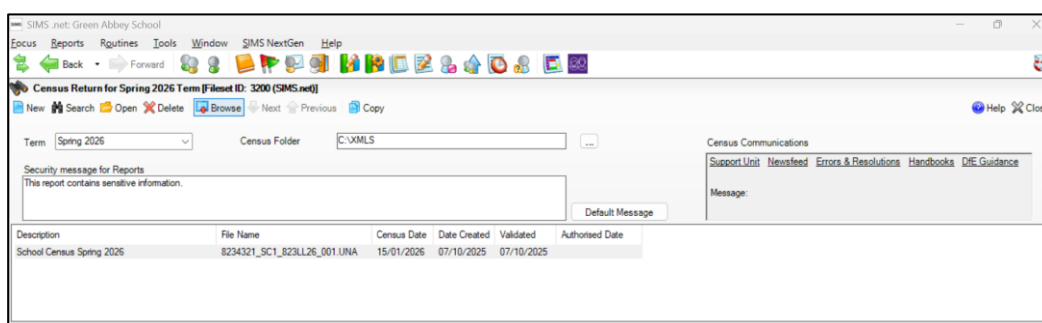 SIMS .net: Green Abbey School
Focus Reports Routines Tools Window SIMS NextGen Help
Back Forward
Census Return for Spring 2026 Term [Fileset ID: 3200 (SIMS.net)]
New Search Open Delete Browse Next Previous Copy Help Clos
Term Spring 2026 Census Folder C:\XMLS ... Census Communications
Support Unit Newsfeed Errors & Resolutions Handbooks DfE Guidance
Security message for Reports
This report contains sensitive information.
Message:
Default Message
Description File Name Census Date Date Created Validated Authorised Date
School Census Spring 2026 8234321_SC1_823LL26_001.UNA 15/01/2026 07/10/2025 07/10/2025